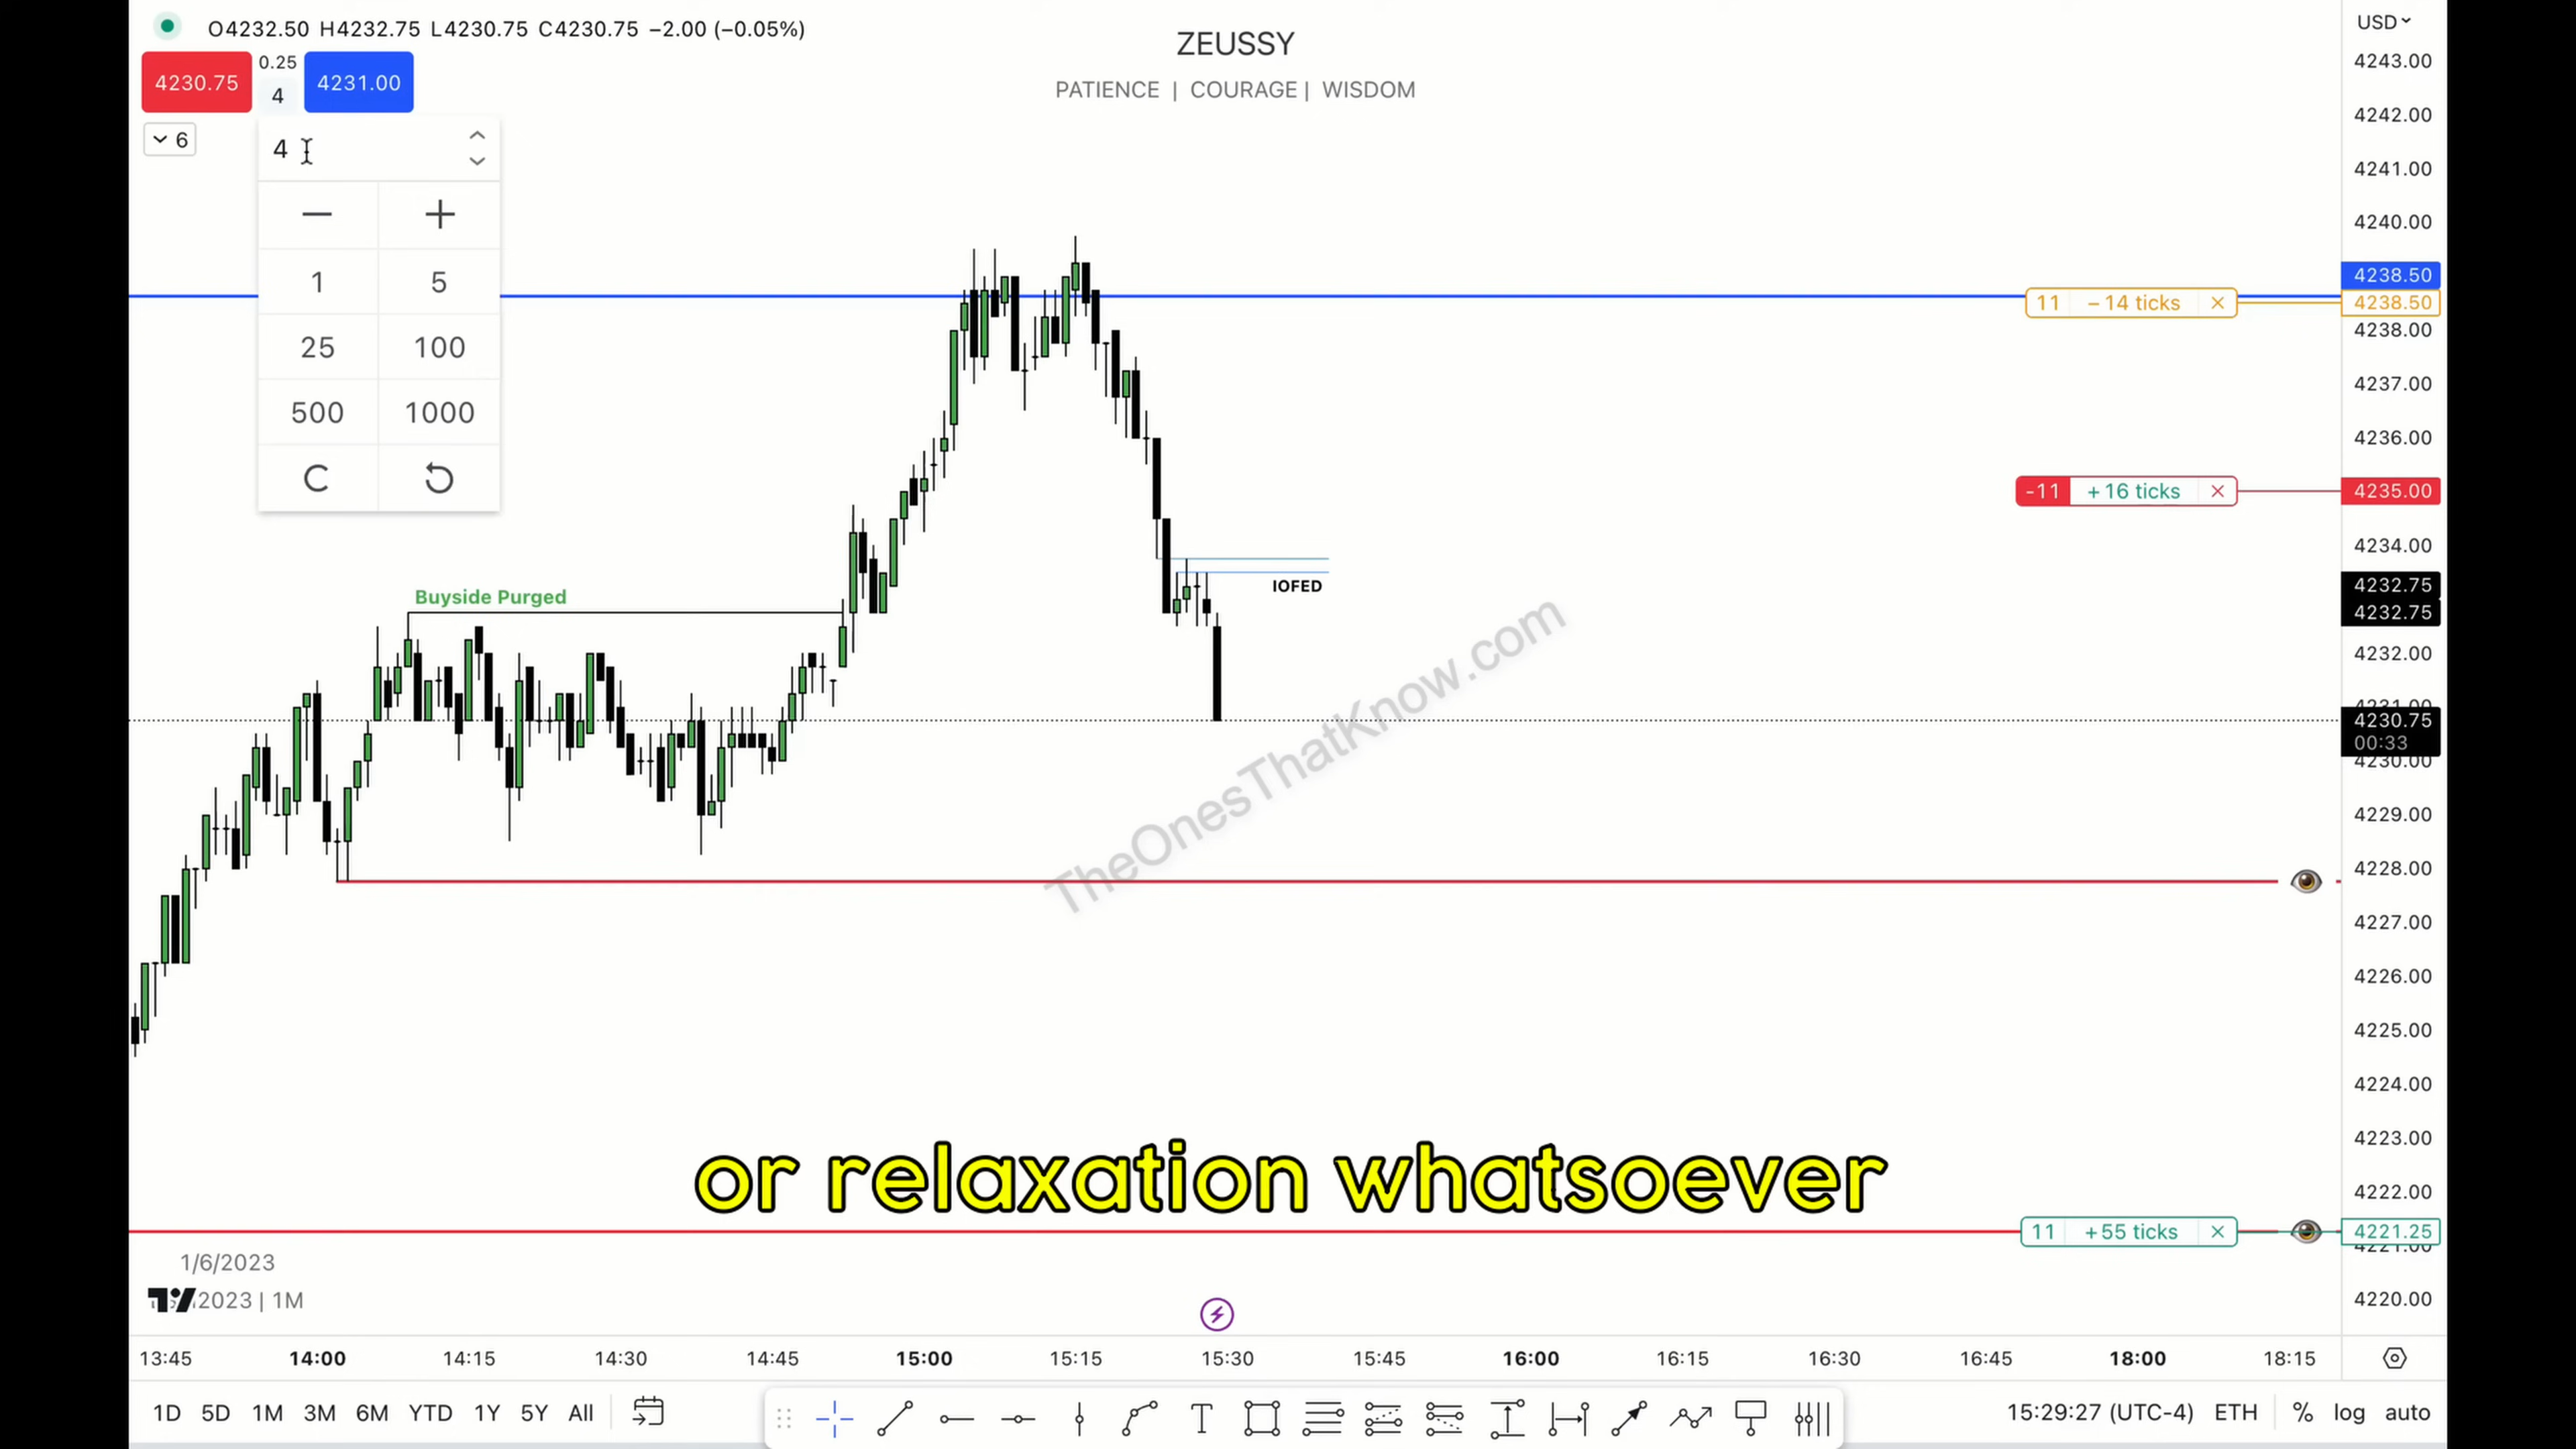 O4232.50 H4232.75 L4230.75 C4230.75 −2.00 (−0.05%)
4230.75
0.25
4
4231.00
6
4
1 5
25 100
500 1000
C
ZEUSSY
PATIENCE | COURAGE | WISDOM
USD
4243.00
4242.00
4241.00
4240.00
4238.50
11 −14 ticks × 4238.50
4238.00
4237.00
4236.00
-11 +16 ticks × 4235.00
4234.00
IOFED
4232.75
4232.75
Buyside Purged
4232.00
4231.00
4230.75
00:33
4230.00
4229.00
4228.00
4227.00
4226.00
4225.00
4224.00
4223.00
4222.00
TheOnesThatKnow.com
or relaxation whatsoever
11 +55 ticks × 4221.25
4221.00
4220.00
1/6/2023
2023 | 1M
13:45 14:00 14:15 14:30 14:45 15:00 15:15 15:30 15:45 16:00 16:15 16:30 16:45 18:00 18:15
1D 5D 1M 3M 6M YTD 1Y 5Y All
15:29:27 (UTC-4) ETH % log auto